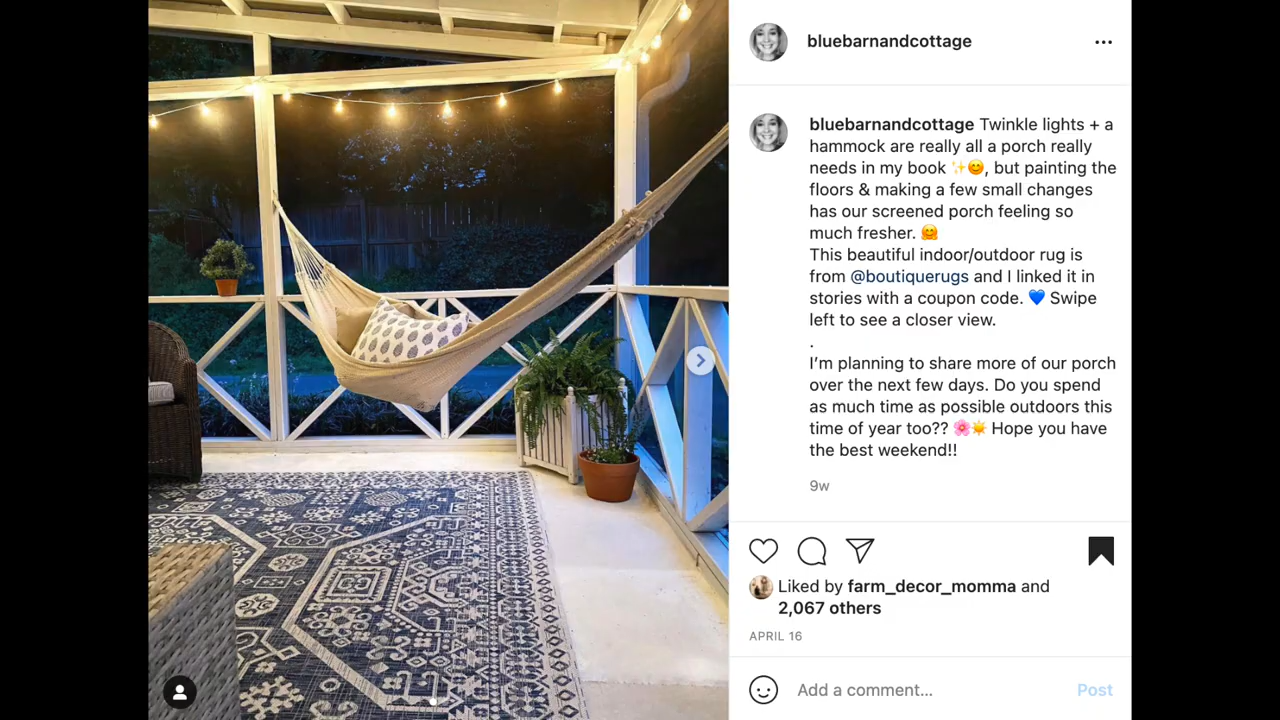 bluebarnandcottage
bluebarnandcottage Twinkle lights + a
hammock are really all a porch really
needs in my book ✨😊, but painting the
floors & making a few small changes
has our screened porch feeling so
much fresher. 🤗
This beautiful indoor/outdoor rug is
from @boutiquerugs and I linked it in
stories with a coupon code. 💙 Swipe
left to see a closer view.
.
I’m planning to share more of our porch
over the next few days. Do you spend
as much time as possible outdoors this
time of year too?? 🌸☀️ Hope you have
the best weekend!!
9w
Liked by farm_decor_momma and
2,067 others
APRIL 16
Add a comment...
Post